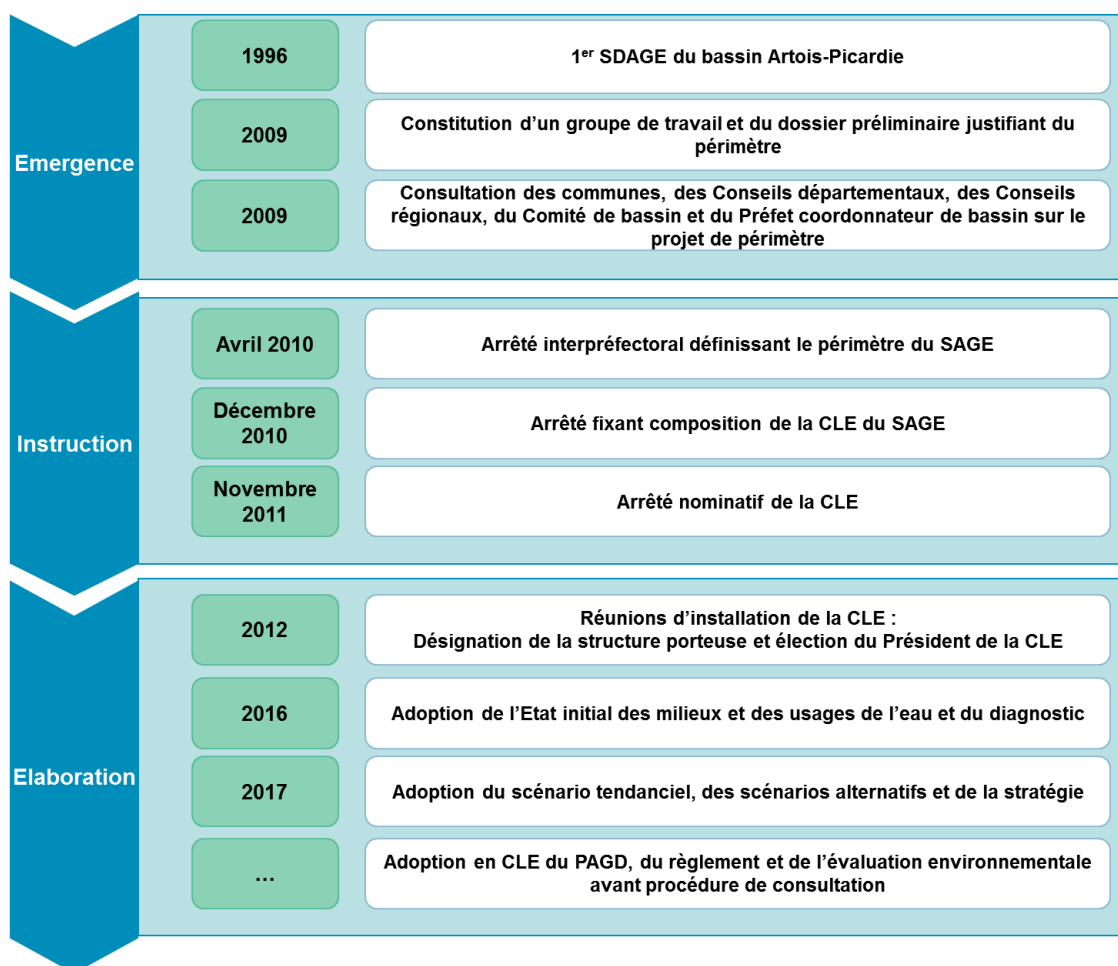 Emergence
1996
1er SDAGE du bassin Artois-Picardie
2009
Constitution d’un groupe de travail et du dossier préliminaire justifiant du
périmètre
2009
Consultation des communes, des Conseils départementaux, des Conseils
régionaux, du Comité de bassin et du Préfet coordonnateur de bassin sur le
projet de périmètre
Instruction
Avril 2010
Arrêté interpréfectoral définissant le périmètre du SAGE
Décembre
2010
Arrêté fixant composition de la CLE du SAGE
Novembre
2011
Arrêté nominatif de la CLE
Elaboration
2012
Réunions d’installation de la CLE :
Désignation de la structure porteuse et élection du Président de la CLE
2016
Adoption de l’Etat initial des milieux et des usages de l’eau et du diagnostic
2017
Adoption du scénario tendanciel, des scénarios alternatifs et de la stratégie
…
Adoption en CLE du PAGD, du règlement et de l’évaluation environnementale
avant procédure de consultation